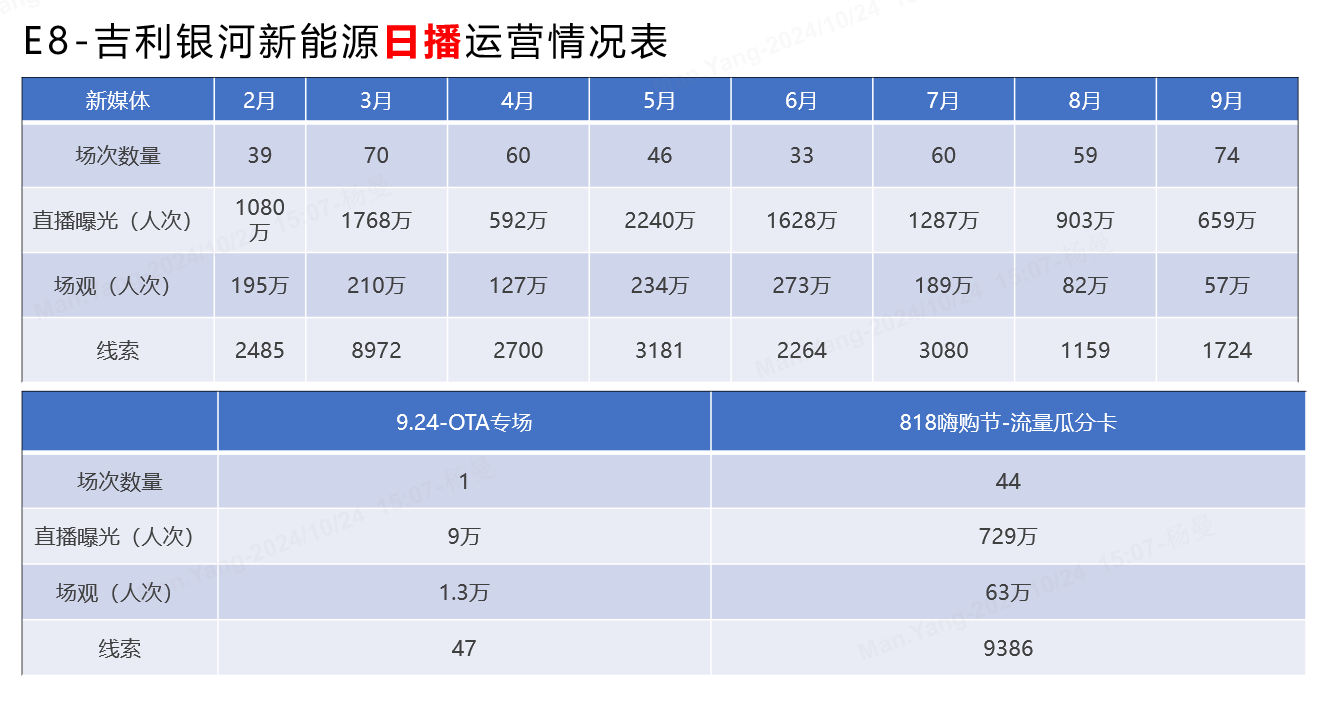 E8-吉利银河新能源日播运营情况表
新媒体 2月 3月 4月 5月 6月 7月 8月 9月
场次数量 39 70 60 46 33 60 59 74
直播曝光（人次） 1080万 1768万 592万 2240万 1628万 1287万 903万 659万
场观（人次） 195万 210万 127万 234万 273万 189万 82万 57万
线索 2485 8972 2700 3181 2264 3080 1159 1724
9.24-OTA专场 818嗨购节-流量瓜分卡
场次数量 1 44
直播曝光（人次） 9万 729万
场观（人次） 1.3万 63万
线索 47 9386
Man.Yang-2024/10/24 15:07-杨曼